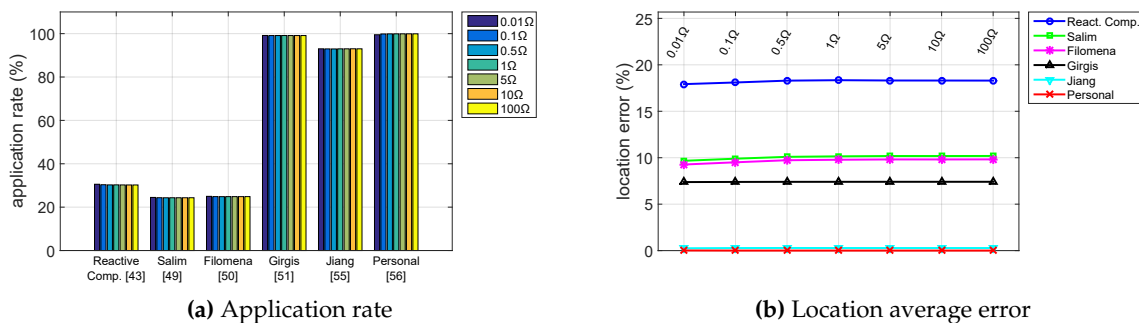 application rate (%)
100
80
60
40
20
0
Reactive
Comp. [43]
Salim
[49]
Filomena
[50]
Girgis
[51]
Jiang
[55]
Personal
[56]
0.01Ω
0.1Ω
0.5Ω
1Ω
5Ω
10Ω
100Ω
(a) Application rate
location error (%)
25
20
15
10
5
0
0.01Ω
0.1Ω
0.5Ω
1Ω
5Ω
10Ω
100Ω
React. Comp.
Salim
Filomena
Girgis
Jiang
Personal
(b) Location average error